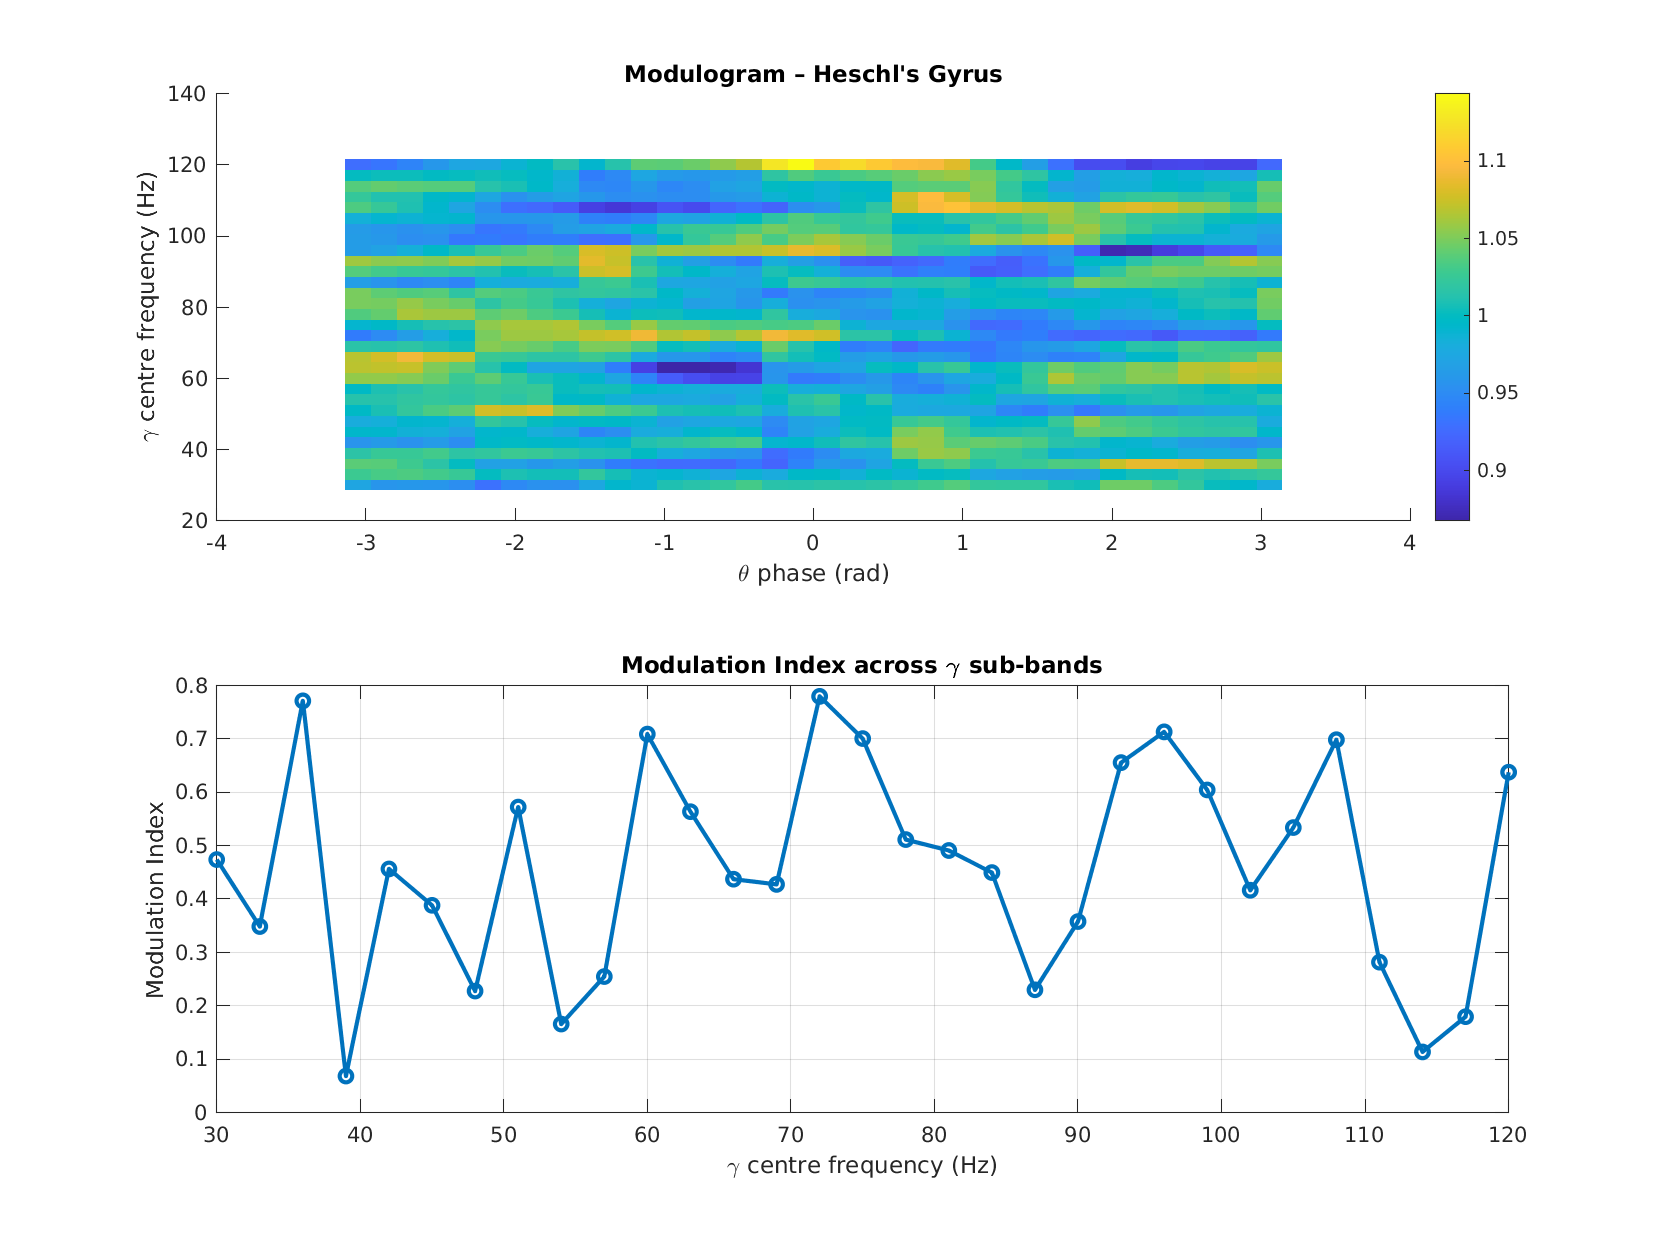 Modulogram – Heschl's Gyrus
140
120
100
80
60
40
20
γ centre frequency (Hz)
-4 -3 -2 -1 0 1 2 3 4
θ phase (rad)
1.1
1.05
1
0.95
0.9
Modulation Index across γ sub-bands
0.8
0.7
0.6
0.5
0.4
0.3
0.2
0.1
0
Modulation Index
30 40 50 60 70 80 90 100 110 120
γ centre frequency (Hz)